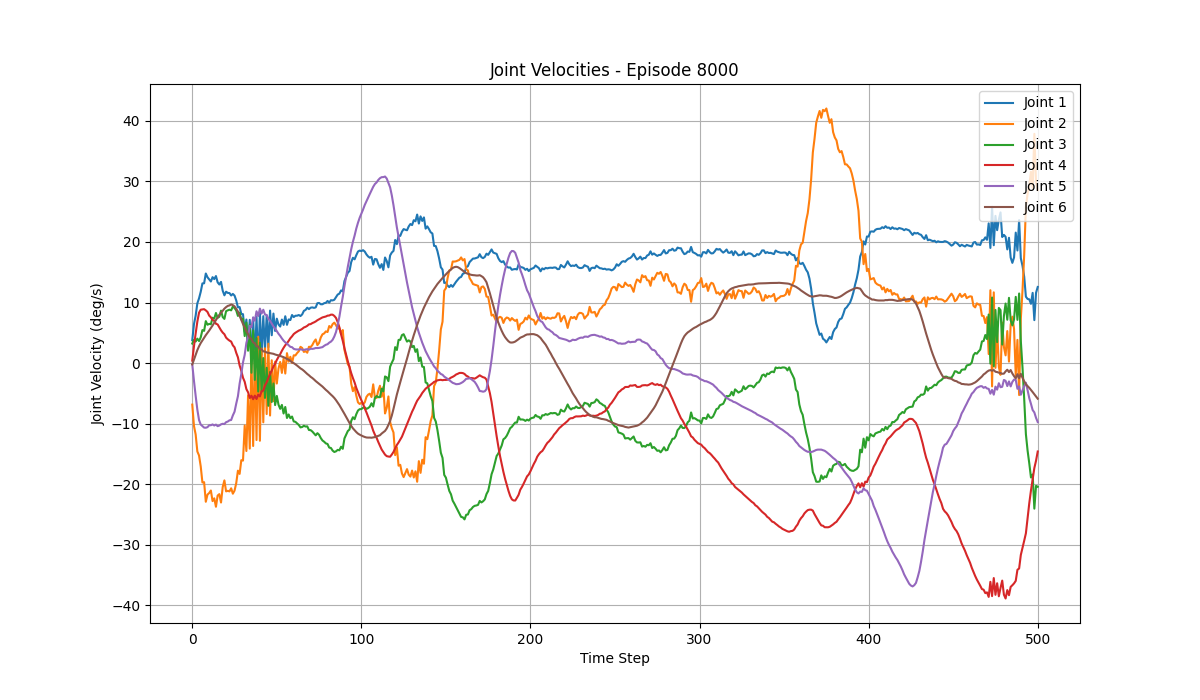 Joint Velocities - Episode 8000
Joint Velocity (deg/s)
40
30
20
10
0
−10
−20
−30
−40
Joint 1
Joint 2
Joint 3
Joint 4
Joint 5
Joint 6
0 100 200 300 400 500
Time Step